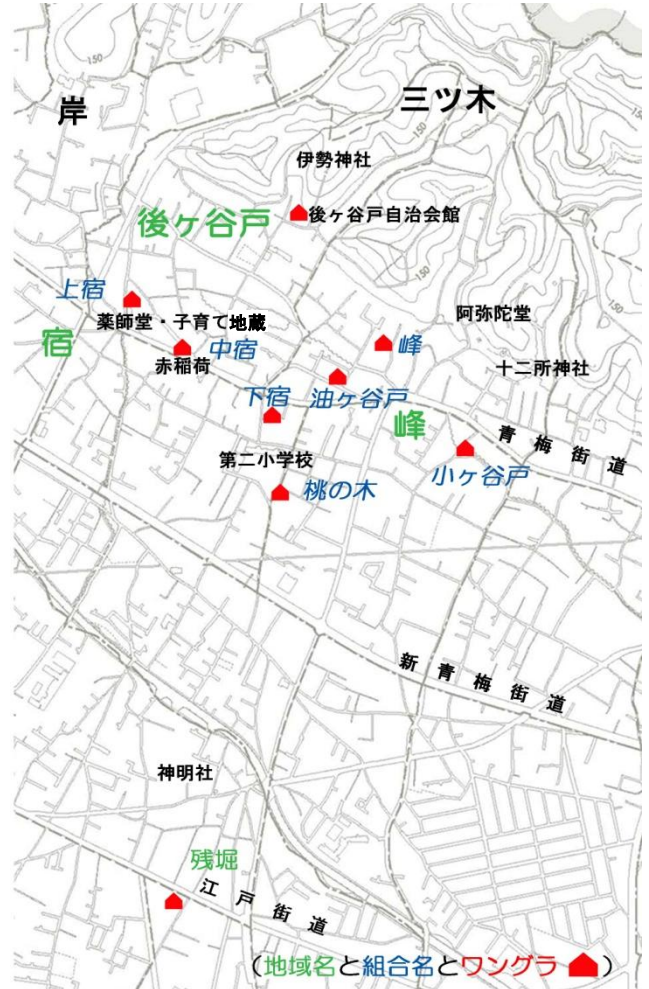 岸
三ツ木
150
150
伊勢神社
後ヶ谷戸
後ヶ谷戸自治会館
150
上宿
薬師堂・子育て地蔵
阿弥陀堂
宿
中宿
峰
赤稲荷
十二所神社
下宿
油ヶ谷戸
峰
青梅街道
第二小学校
小ヶ谷戸
桃の木
新青梅街道
神明社
残堀
江戸街道
(地域名と組合名とワングラ)